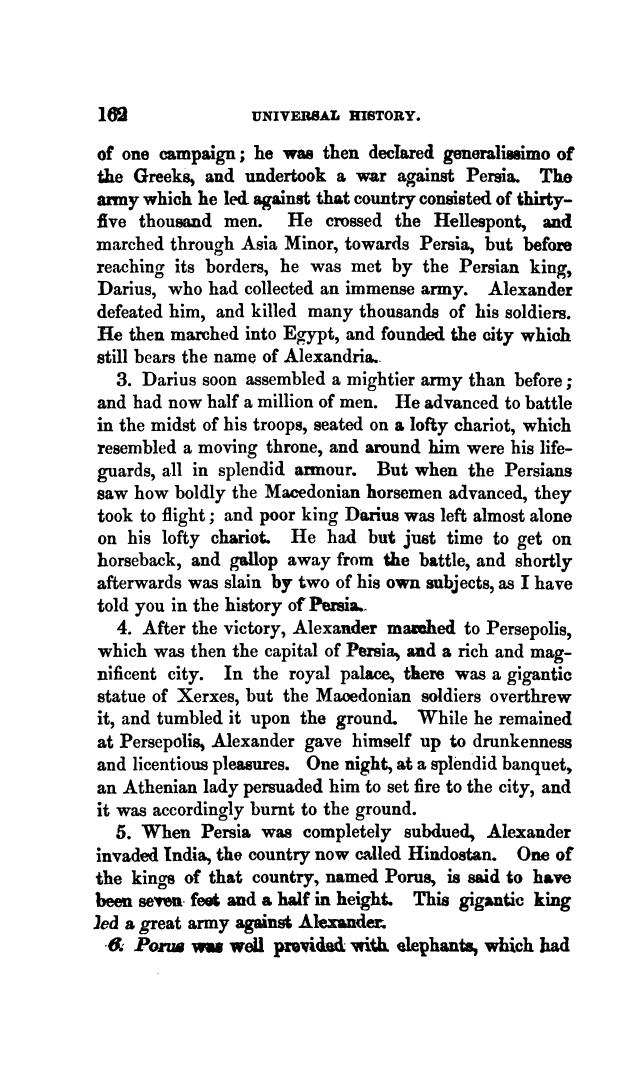 162 UNIVERSAL HISTORY.
of one campaign; he was then declared generalissimo of
the Greeks, and undertook a war against Persia. The
army which he led against that country consisted of thirty-
five thousand men. He crossed the Hellespont, and
marched through Asia Minor, towards Persia, but before
reaching its borders, he was met by the Persian king,
Darius, who had collected an immense army. Alexander
defeated him, and killed many thousands of his soldiers.
He then marched into Egypt, and founded the city which
still bears the name of Alexandria.
3. Darius soon assembled a mightier army than before;
and had now half a million of men. He advanced to battle
in the midst of his troops, seated on a lofty chariot, which
resembled a moving throne, and around him were his life-
guards, all in splendid armour. But when the Persians
saw how boldly the Macedonian horsemen advanced, they
took to flight; and poor king Darius was left almost alone
on his lofty chariot. He had but just time to get on
horseback, and gallop away from the battle, and shortly
afterwards was slain by two of his own subjects, as I have
told you in the history of Persia.
4. After the victory, Alexander marched to Persepolis,
which was then the capital of Persia, and a rich and mag-
nificent city. In the royal palace, there was a gigantic
statue of Xerxes, but the Macedonian soldiers overthrew
it, and tumbled it upon the ground. While he remained
at Persepolis, Alexander gave himself up to drunkenness
and licentious pleasures. One night, at a splendid banquet,
an Athenian lady persuaded him to set fire to the city, and
it was accordingly burnt to the ground.
5. When Persia was completely subdued, Alexander
invaded India, the country now called Hindostan. One of
the kings of that country, named Porus, is said to have
been seven feet and a half in height. This gigantic king
led a great army against Alexander.
6. Porus was well provided with elephants, which had